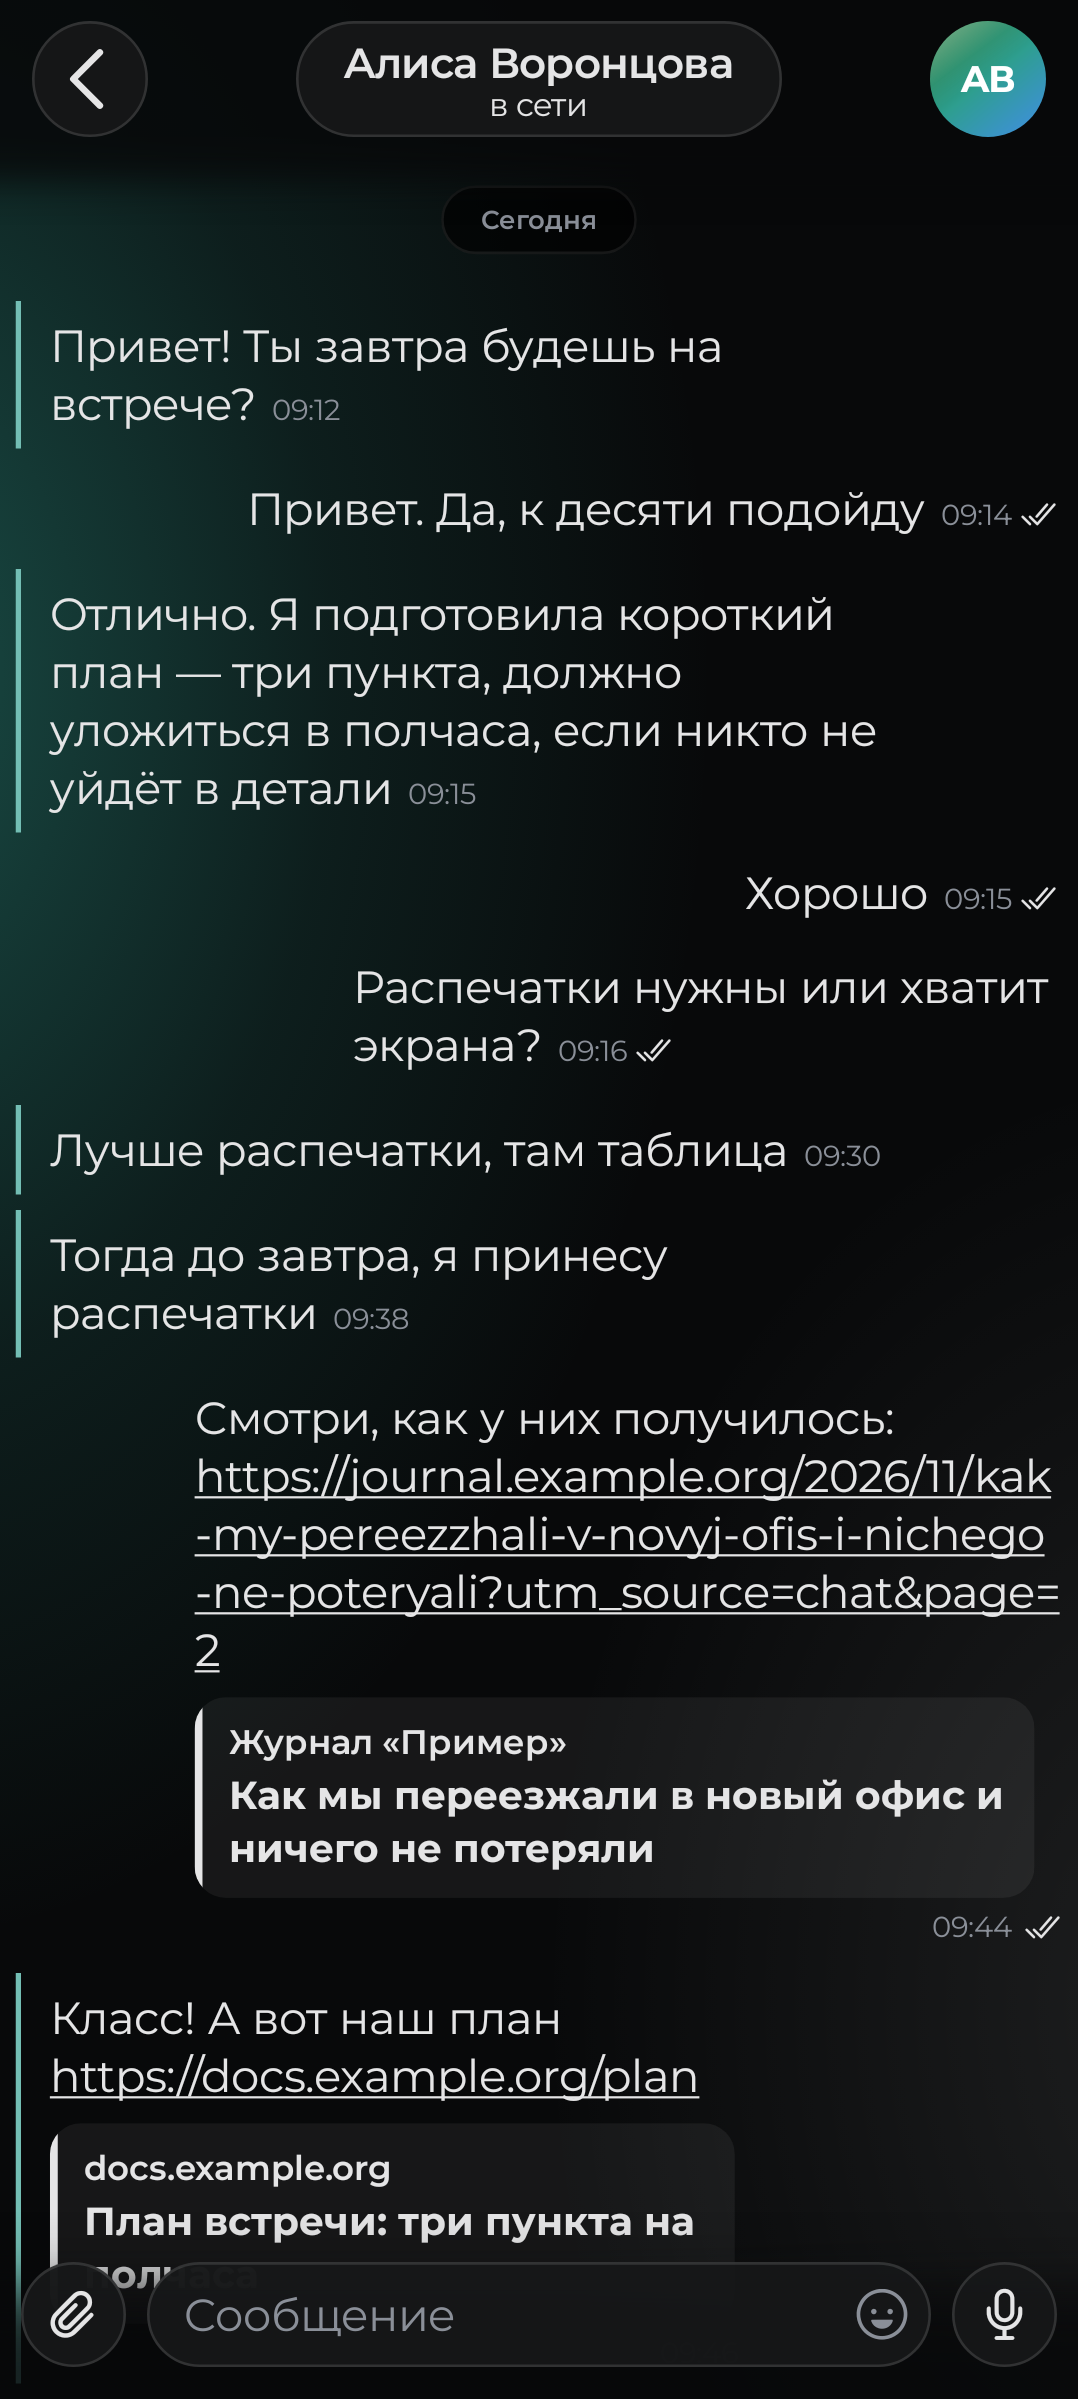 Алиса Воронцова
в сети
АВ
Сегодня
Привет! Ты завтра будешь на
встрече? 09:12
Привет. Да, к десяти подойду 09:14
Отлично. Я подготовила короткий
план — три пункта, должно
уложиться в полчаса, если никто не
уйдёт в детали 09:15
Хорошо 09:15
Распечатки нужны или хватит
экрана? 09:16
Лучше распечатки, там таблица 09:30
Тогда до завтра, я принесу
распечатки 09:38
Смотри, как у них получилось:
https://journal.example.org/2026/11/kak
-my-pereezzhali-v-novyj-ofis-i-nichego
-ne-poteryali?utm_source=chat&page=
2
Журнал «Пример»
Как мы переезжали в новый офис и
ничего не потеряли
09:44
Класс! А вот наш план
https://docs.example.org/plan
docs.example.org
План встречи: три пункта на
полчаса
Сообщение